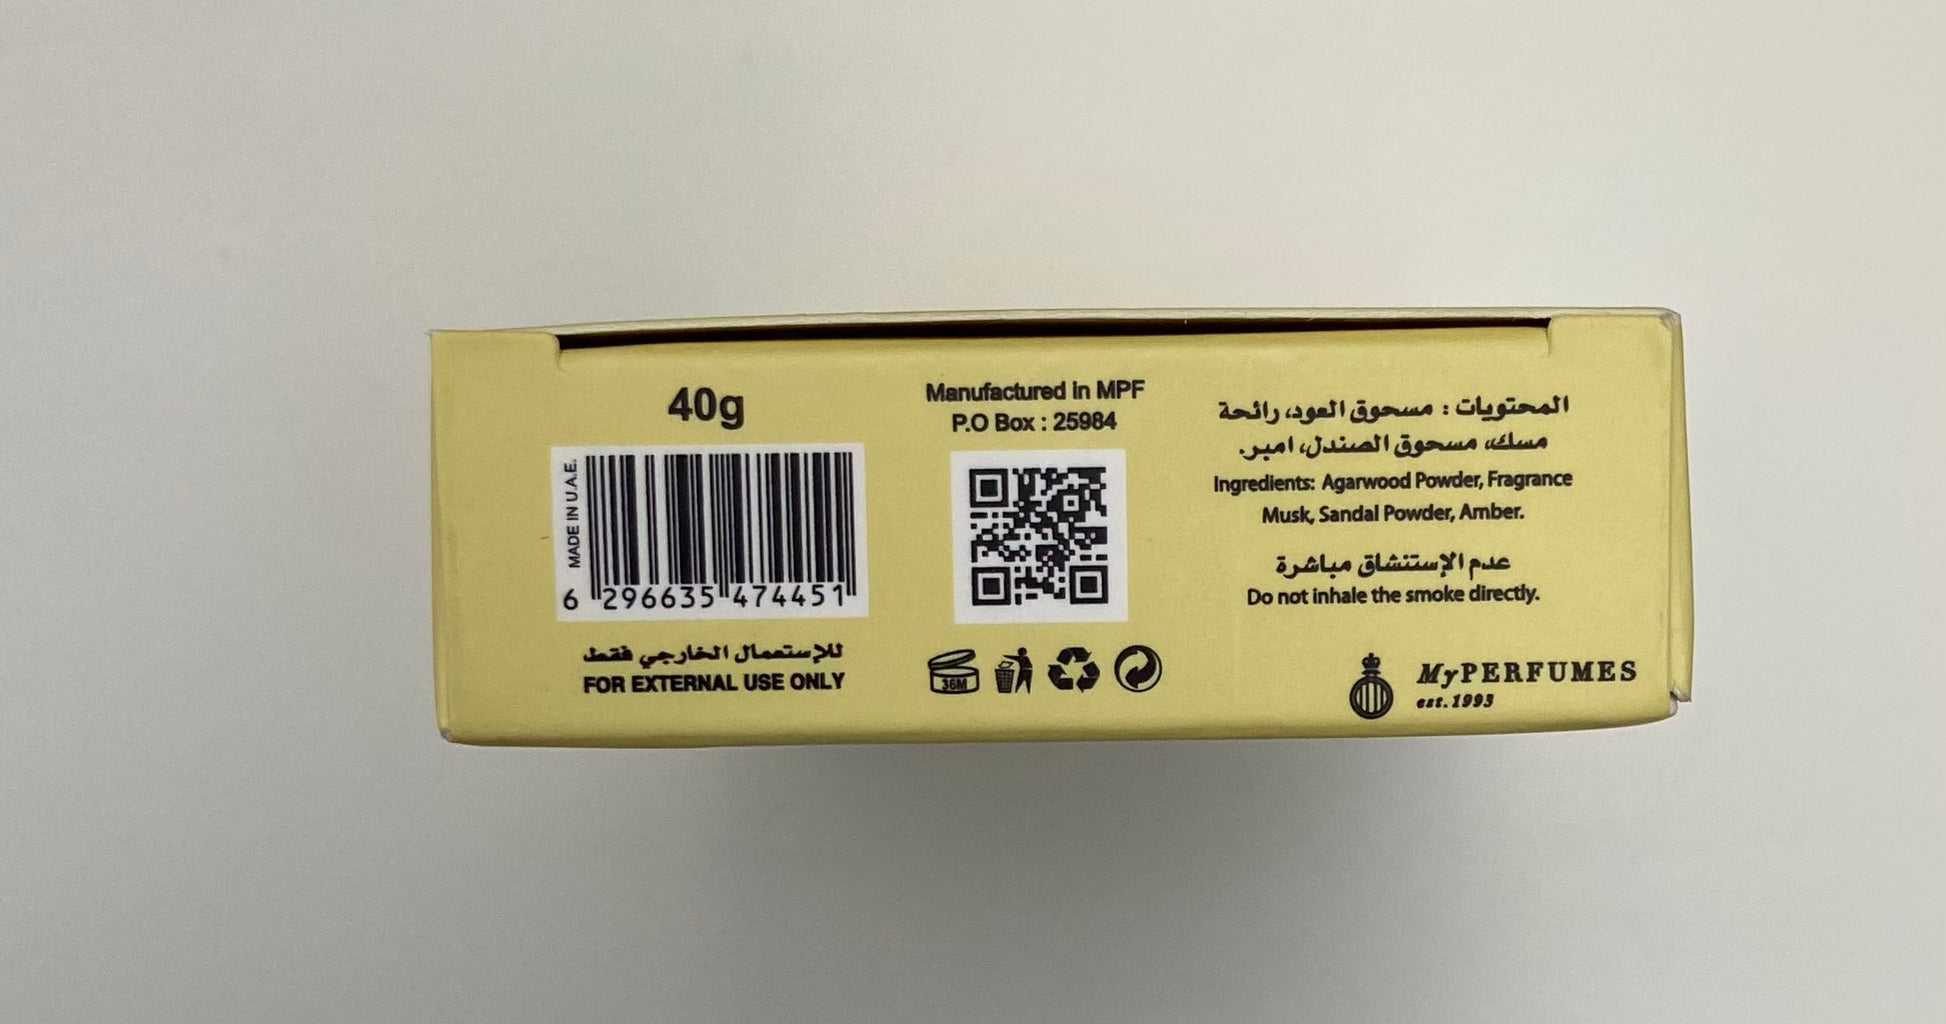 40g
MADE IN U.A.E.
6 296635 474451
للإستعمال الخارجي فقط
FOR EXTERNAL USE ONLY
Manufactured in MPF
P.O Box : 25984
36M
المحتويات : مسحوق العود، رائحة
مسك، مسحوق الصندل، امبر.
Ingredients: Agarwood Powder, Fragrance
Musk, Sandal Powder, Amber.
عدم الإستنشاق مباشرة
Do not inhale the smoke directly.
MyPERFUMES
est.1993